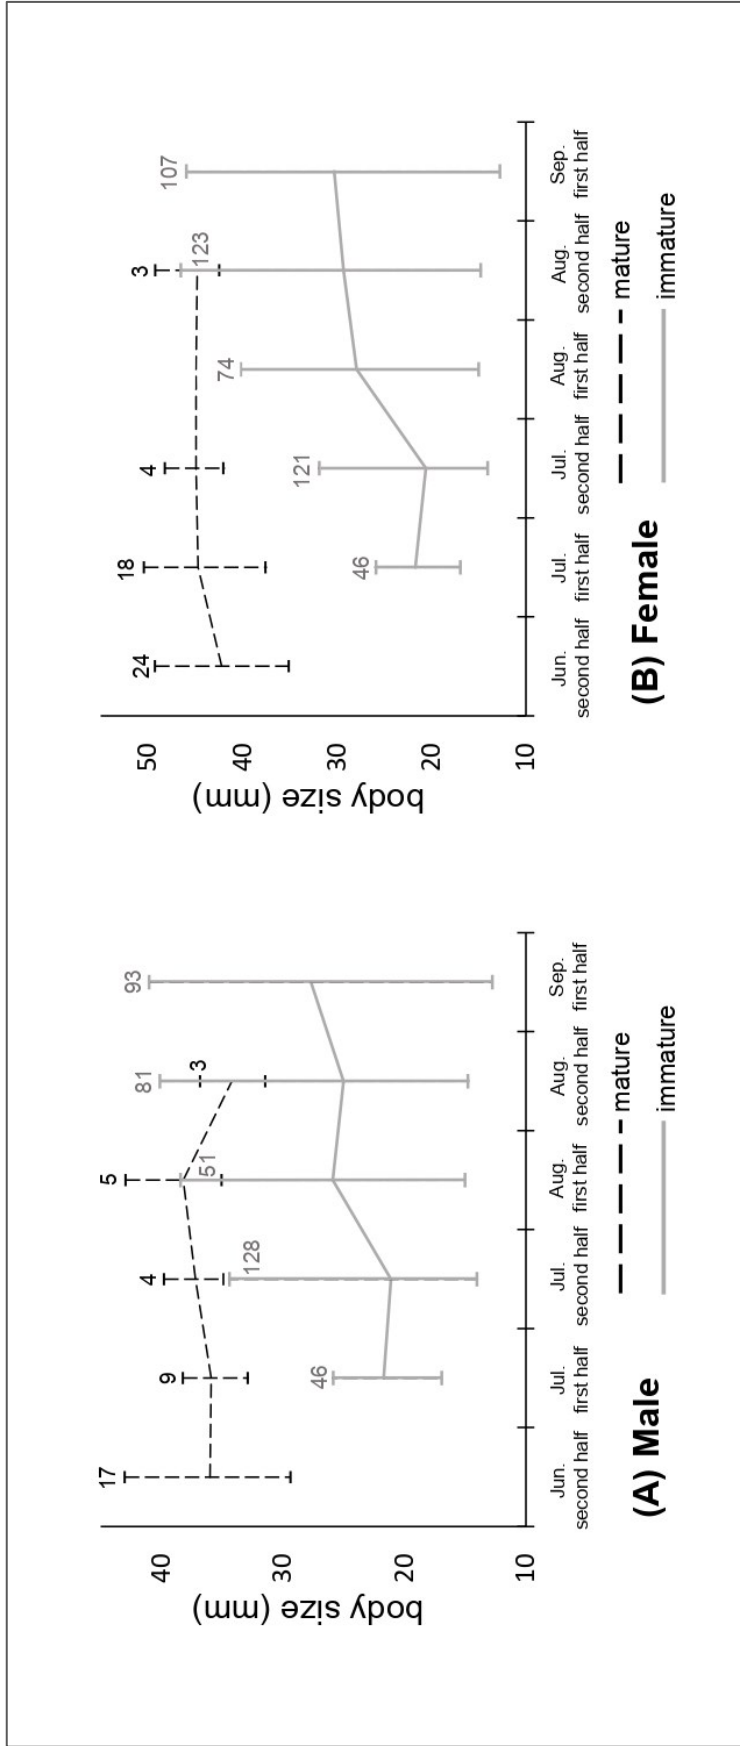 body size (mm)
40
30
20
10
17
9
46
4
128
5
51
81
3
93
Jun.
second half
Jul.
first half
Jul.
second half
Aug.
first half
Aug.
second half
Sep.
first half
(A) Male
mature
immature
body size (mm)
50
40
30
20
10
24
18
46
4
121
74
3
123
107
Jun.
second half
Jul.
first half
Jul.
second half
Aug.
first half
Aug.
second half
Sep.
first half
(B) Female
mature
immature